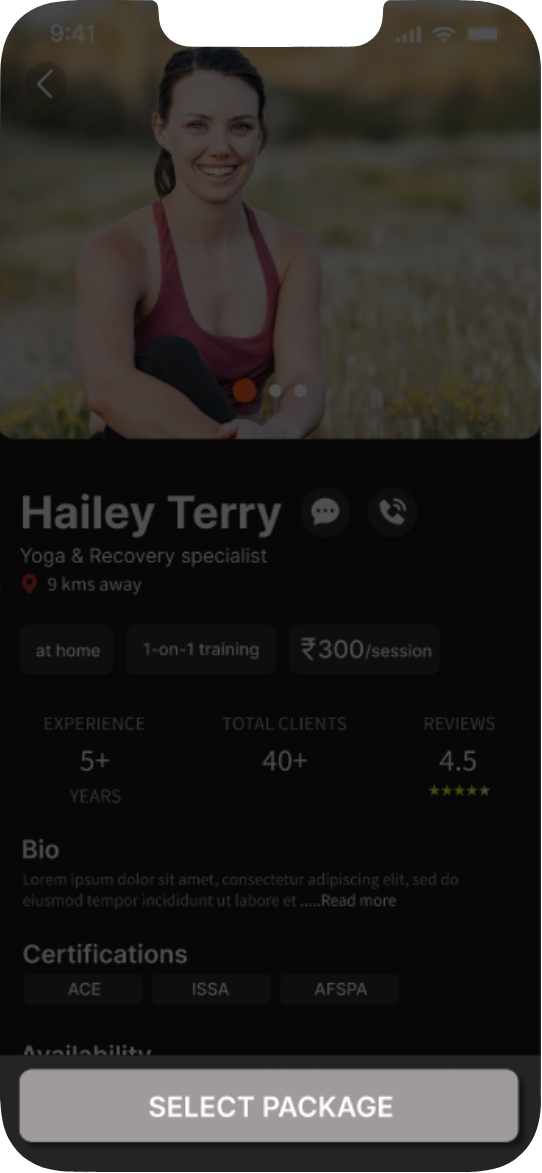 9:41
Hailey Terry
Yoga & Recovery specialist
9 kms away
at home
1-on-1 training
₹300/session
EXPERIENCE
TOTAL CLIENTS
REVIEWS
5+
40+
4.5
YEARS
Bio
Lorem ipsum dolor sit amet, consectetur adipiscing elit, sed do
eiusmod tempor incididunt ut labore et .....Read more
Certifications
ACE
ISSA
AFSPA
Availability
SELECT PACKAGE